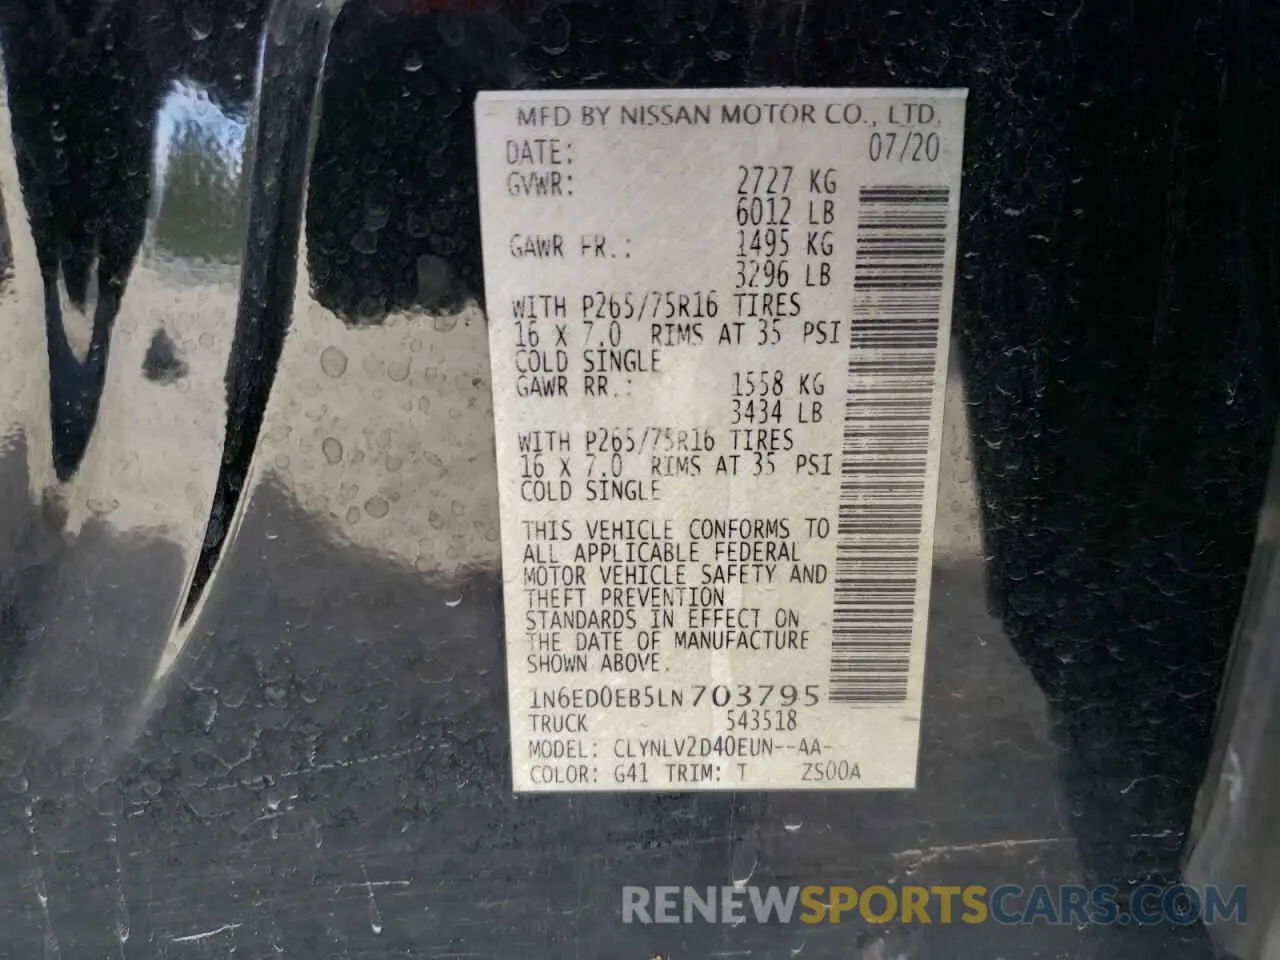 MFD BY NISSAN MOTOR CO., LTD.
DATE: 07/20
GVWR: 2727 KG
6012 LB
GAWR FR.: 1495 KG
3296 LB
WITH P265/75R16 TIRES
16 X 7.0 RIMS AT 35 PSI
COLD SINGLE
GAWR RR.: 1558 KG
3434 LB
WITH P265/75R16 TIRES
16 X 7.0 RIMS AT 35 PSI
COLD SINGLE
THIS VEHICLE CONFORMS TO
ALL APPLICABLE FEDERAL
MOTOR VEHICLE SAFETY AND
THEFT PREVENTION
STANDARDS IN EFFECT ON
THE DATE OF MANUFACTURE
SHOWN ABOVE.
1N6ED0EB5LN703795
TRUCK 543518
MODEL: CLYNLV2D40EUN--AA-
COLOR: G41 TRIM: T ZS00A
RENEWSPORTSCARS.COM